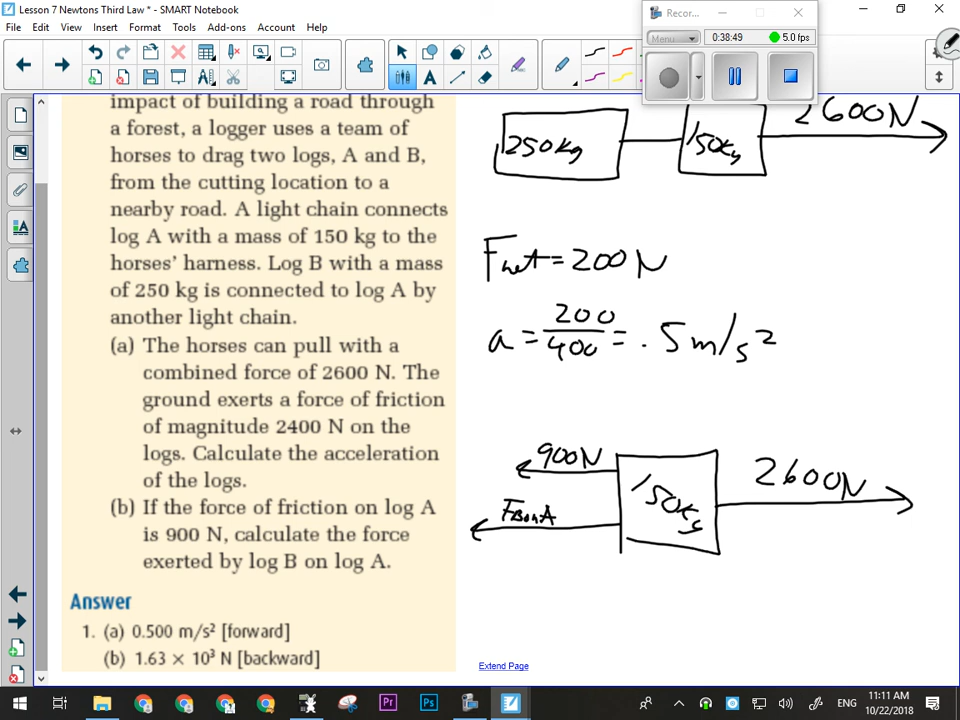 Lesson 7 Newtons Third Law * - SMART Notebook
Recor...
File Edit View Insert Format Tools Add-ons Account Help
Menu
0:38:49
5.0 fps
impact of building a road through
a forest, a logger uses a team of
horses to drag two logs, A and B,
from the cutting location to a
nearby road. A light chain connects
log A with a mass of 150 kg to the
horses' harness. Log B with a mass
of 250 kg is connected to log A by
another light chain.
(a) The horses can pull with a
combined force of 2600 N. The
ground exerts a force of friction
of magnitude 2400 N on the
logs. Calculate the acceleration
of the logs.
(b) If the force of friction on log A
is 900 N, calculate the force
exerted by log B on log A.
Answer
1. (a) 0.500 m/s² [forward]
(b) 1.63 × 10³ N [backward]
250kg
150kg
2600N
Fnet = 200N
a = 200/400 = .5 m/s²
900N
FBonA
150kg
2600N
Extend Page
Pr
Ps
ENG
11:11 AM
10/22/2018